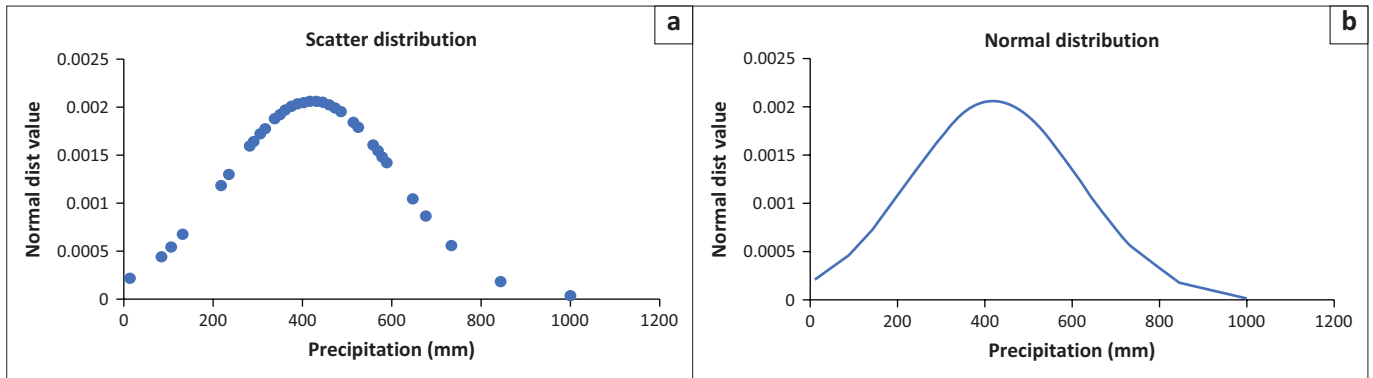 a
Scatter distribution
0.0025
0.002
0.0015
0.001
0.0005
0
Normal dist value
0 200 400 600 800 1000 1200
Precipitation (mm)
b
Normal distribution
0.0025
0.002
0.0015
0.001
0.0005
0
Normal dist value
0 200 400 600 800 1000 1200
Precipitation (mm)